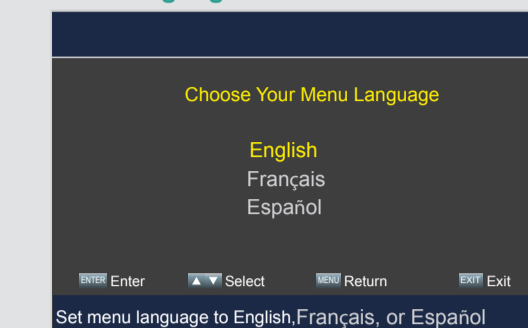 Choose Your Menu Language
English
Français
Español
ENTER Enter ▲ ▼ Select MENU Return EXIT Exit
Set menu language to English,Français, or Español